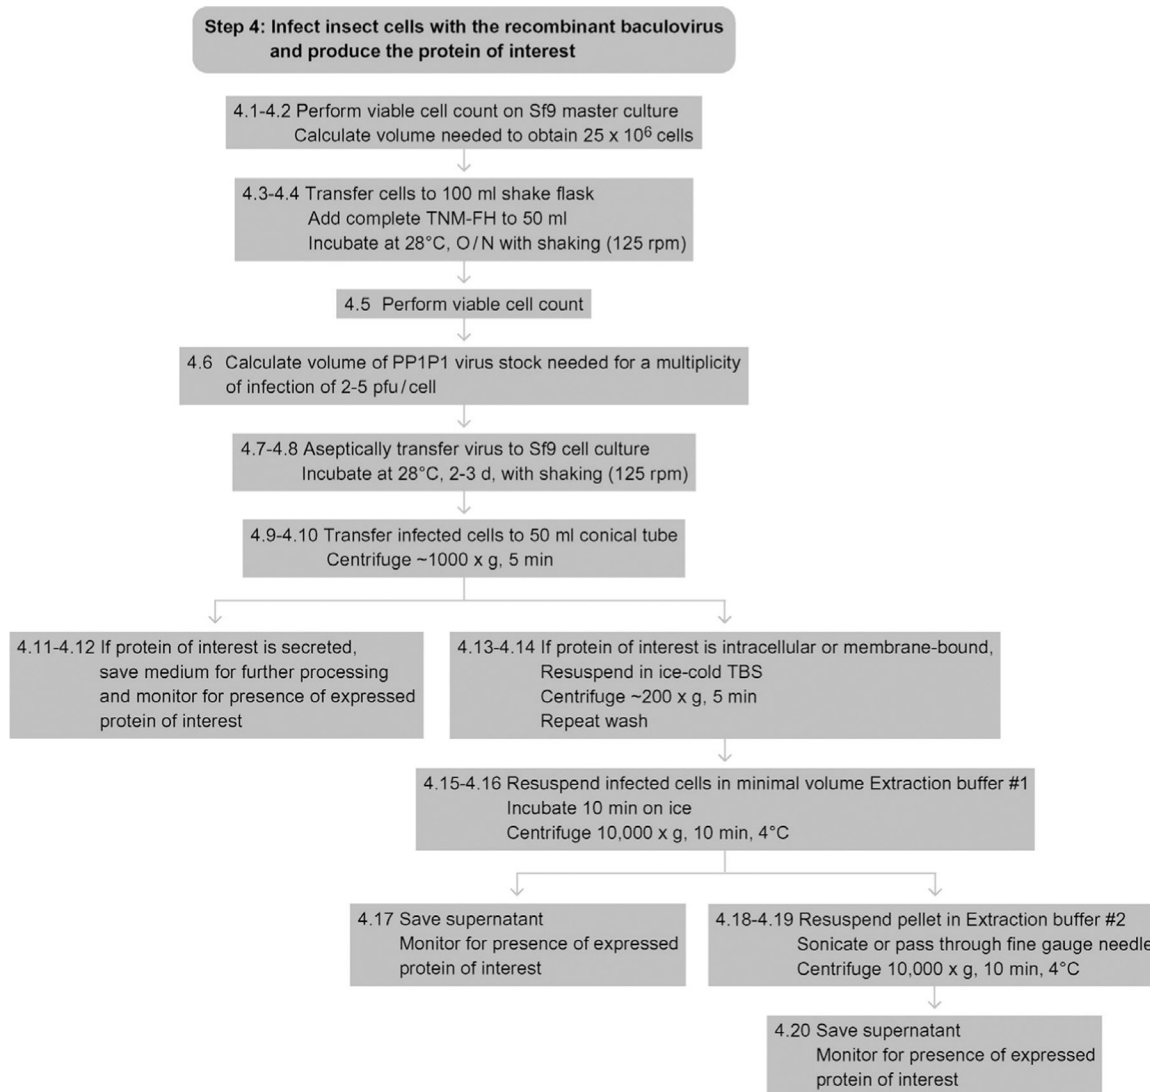 Step 4: Infect insect cells with the recombinant baculovirus
and produce the protein of interest
4.1-4.2 Perform viable cell count on Sf9 master culture
Calculate volume needed to obtain 25 x 10⁶ cells
4.3-4.4 Transfer cells to 100 ml shake flask
Add complete TNM-FH to 50 ml
Incubate at 28°C, O/N with shaking (125 rpm)
4.5 Perform viable cell count
4.6 Calculate volume of PP1P1 virus stock needed for a multiplicity
of infection of 2-5 pfu/cell
4.7-4.8 Aseptically transfer virus to Sf9 cell culture
Incubate at 28°C, 2-3 d, with shaking (125 rpm)
4.9-4.10 Transfer infected cells to 50 ml conical tube
Centrifuge ~1000 x g, 5 min
4.11-4.12 If protein of interest is secreted,
save medium for further processing
and monitor for presence of expressed
protein of interest
4.13-4.14 If protein of interest is intracellular or membrane-bound,
Resuspend in ice-cold TBS
Centrifuge ~200 x g, 5 min
Repeat wash
4.15-4.16 Resuspend infected cells in minimal volume Extraction buffer #1
Incubate 10 min on ice
Centrifuge 10,000 x g, 10 min, 4°C
4.17 Save supernatant
Monitor for presence of expressed
protein of interest
4.18-4.19 Resuspend pellet in Extraction buffer #2
Sonicate or pass through fine gauge needle
Centrifuge 10,000 x g, 10 min, 4°C
4.20 Save supernatant
Monitor for presence of expressed
protein of interest